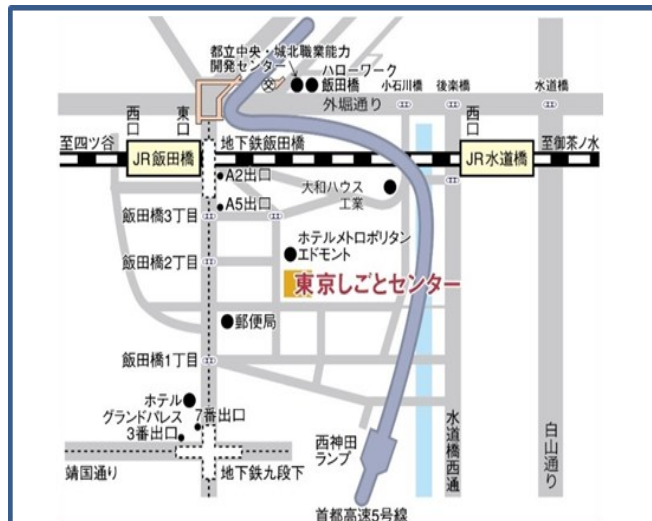 都立中央・城北職業能力
開発センター
ハローワーク
飯田橋
小石川橋
後楽橋
水道橋
外堀通り
西口
東口
西口
至四ツ谷
地下鉄飯田橋
至御茶ノ水
JR飯田橋
JR水道橋
A2出口
大和ハウス
工業
A5出口
飯田橋3丁目
ホテルメトロポリタン
エドモント
飯田橋2丁目
東京しごとセンター
郵便局
飯田橋1丁目
ホテル
グランドパレス
7番出口
3番出口
西神田
ランプ
水道橋西通
白山通り
靖国通り
地下鉄九段下
首都高速5号線